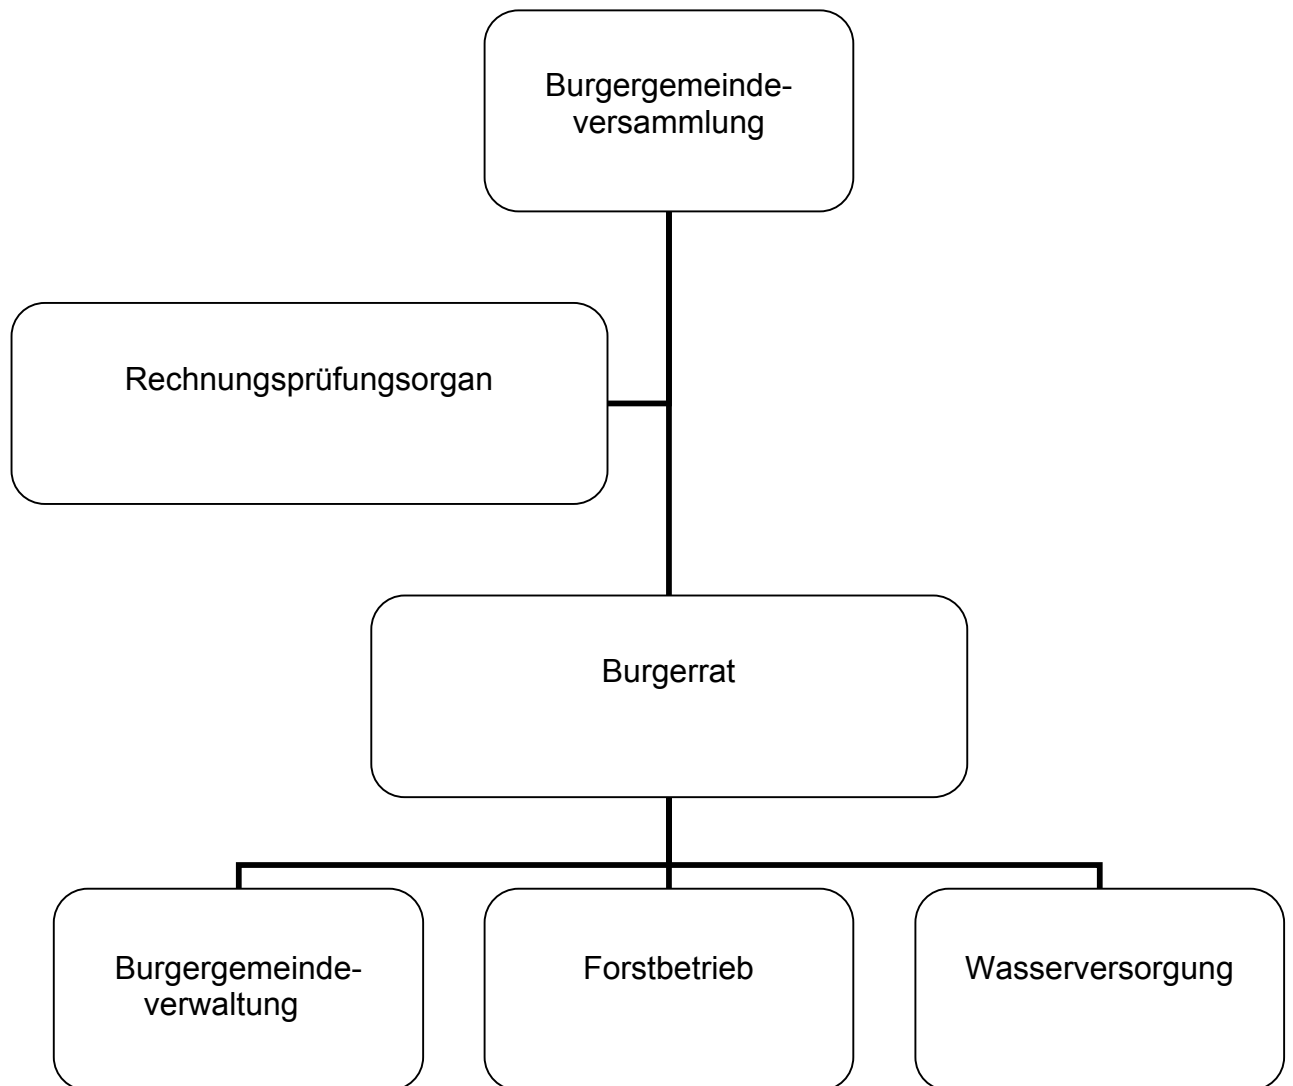 Burgergemeinde-
versammlung
Rechnungsprüfungsorgan
Burgerrat
Burgergemeinde-
verwaltung
Forstbetrieb
Wasserversorgung